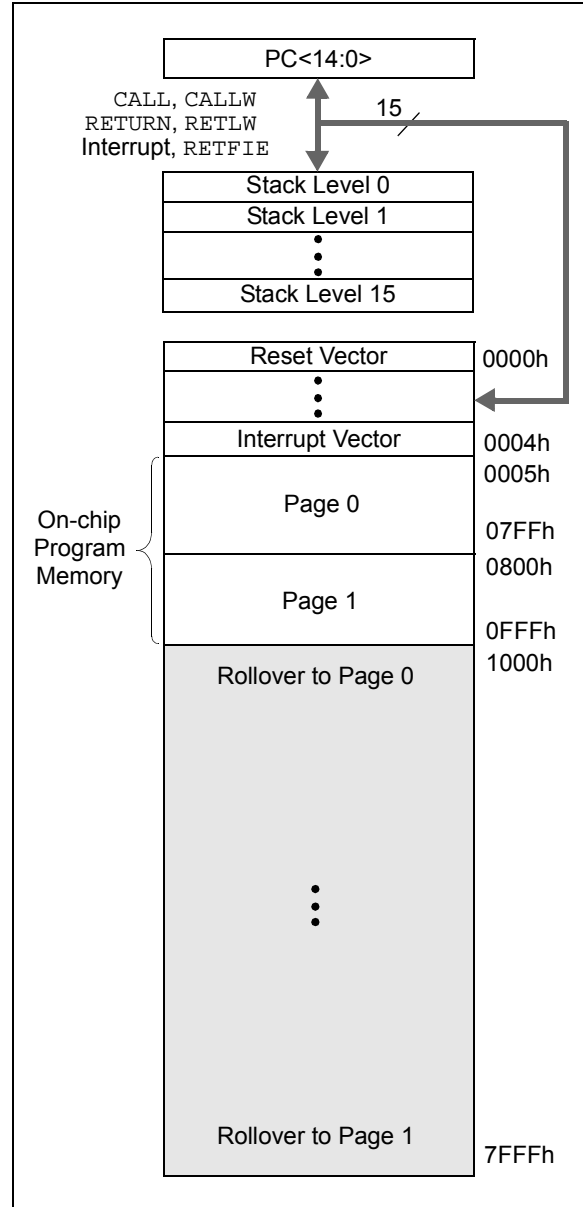 PC<14:0>
CALL, CALLW
RETURN, RETLW
Interrupt, RETFIE
15
Stack Level 0
Stack Level 1
Stack Level 15
Reset Vector
0000h
Interrupt Vector
0004h
0005h
On-chip
Program
Memory
Page 0
07FFh
0800h
Page 1
0FFFh
1000h
Rollover to Page 0
Rollover to Page 1
7FFFh